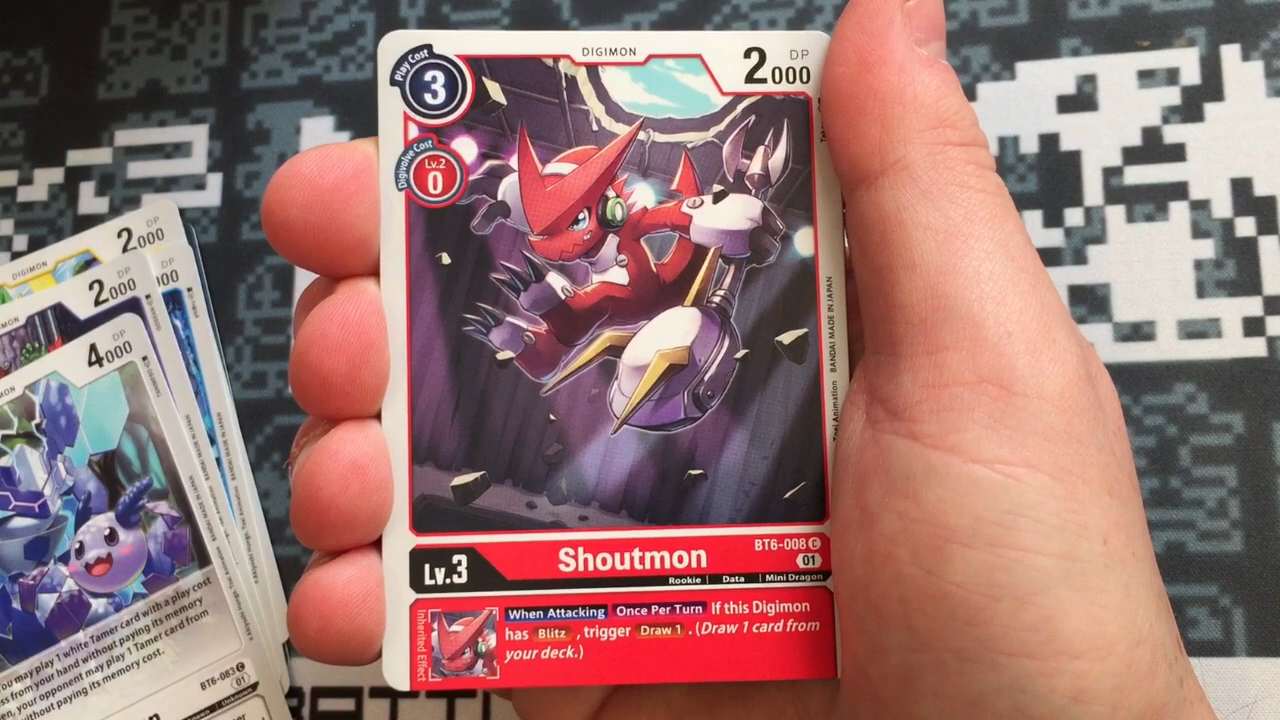 DIGIMON
Play Cost
3
DP
2000
Digivolve Cost
Lv.2
0
BANDAI MADE IN JAPAN
Toei Animation
Shoutmon
BT6-008 C
01
Lv.3
Rookie | Data | Mini Dragon
Inherited Effect
When Attacking Once Per Turn If this Digimon
has Blitz , trigger Draw 1 . (Draw 1 card from
your deck.)
DIGIMON
DP
2000
DP
2000
DP
000
DP
4000
may play 1 white Tamer card with a play cost
from your hand without paying its memory
your opponent may play 1 Tamer card from
without paying its memory cost.
BT6-083 C
01
Unknown